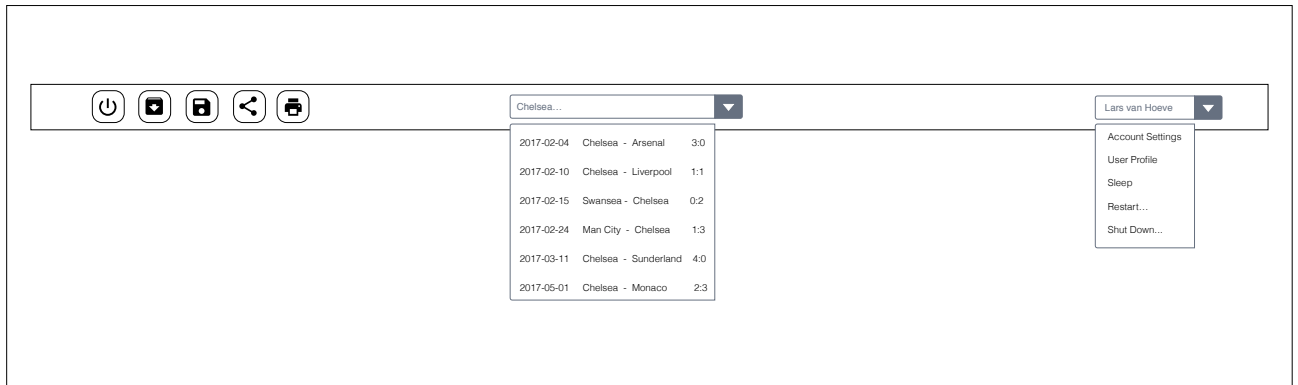 Chelsea...
Lars van Hoeve
2017-02-04 Chelsea - Arsenal 3:0
2017-02-10 Chelsea - Liverpool 1:1
2017-02-15 Swansea - Chelsea 0:2
2017-02-24 Man City - Chelsea 1:3
2017-03-11 Chelsea - Sunderland 4:0
2017-05-01 Chelsea - Monaco 2:3
Account Settings
User Profile
Sleep
Restart...
Shut Down...